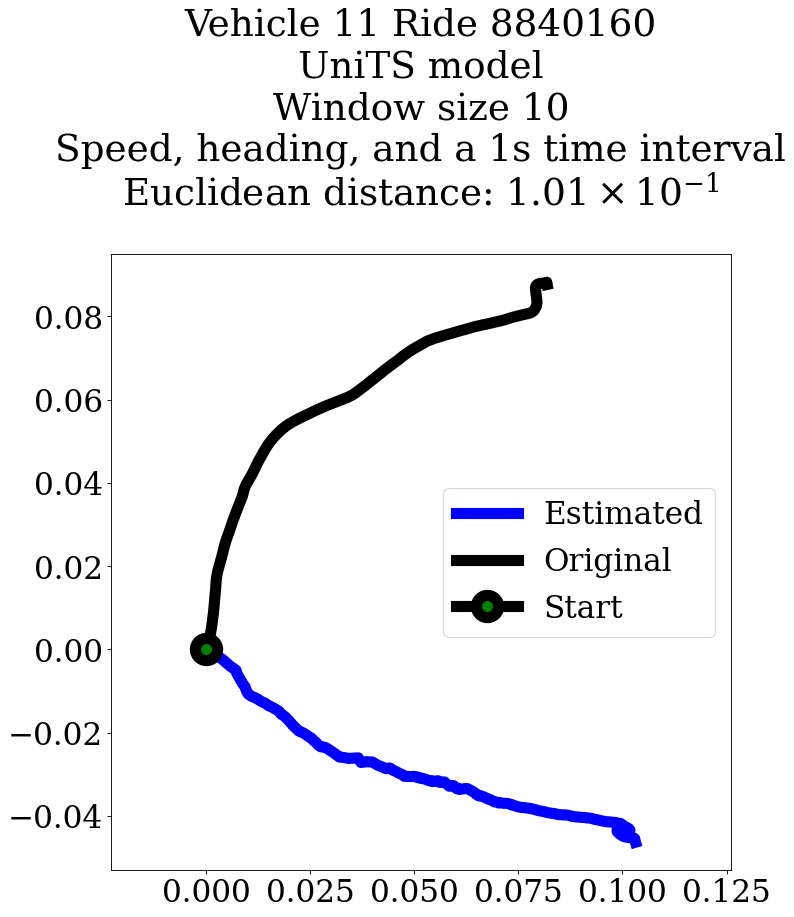 Vehicle 11 Ride 8840160
UniTS model
Window size 10
Speed, heading, and a 1s time interval
Euclidean distance: 1.01 × 10⁻¹
0.08
0.06
0.04
0.02
0.00
−0.02
−0.04
Estimated
Original
Start
0.000 0.025 0.050 0.075 0.100 0.125